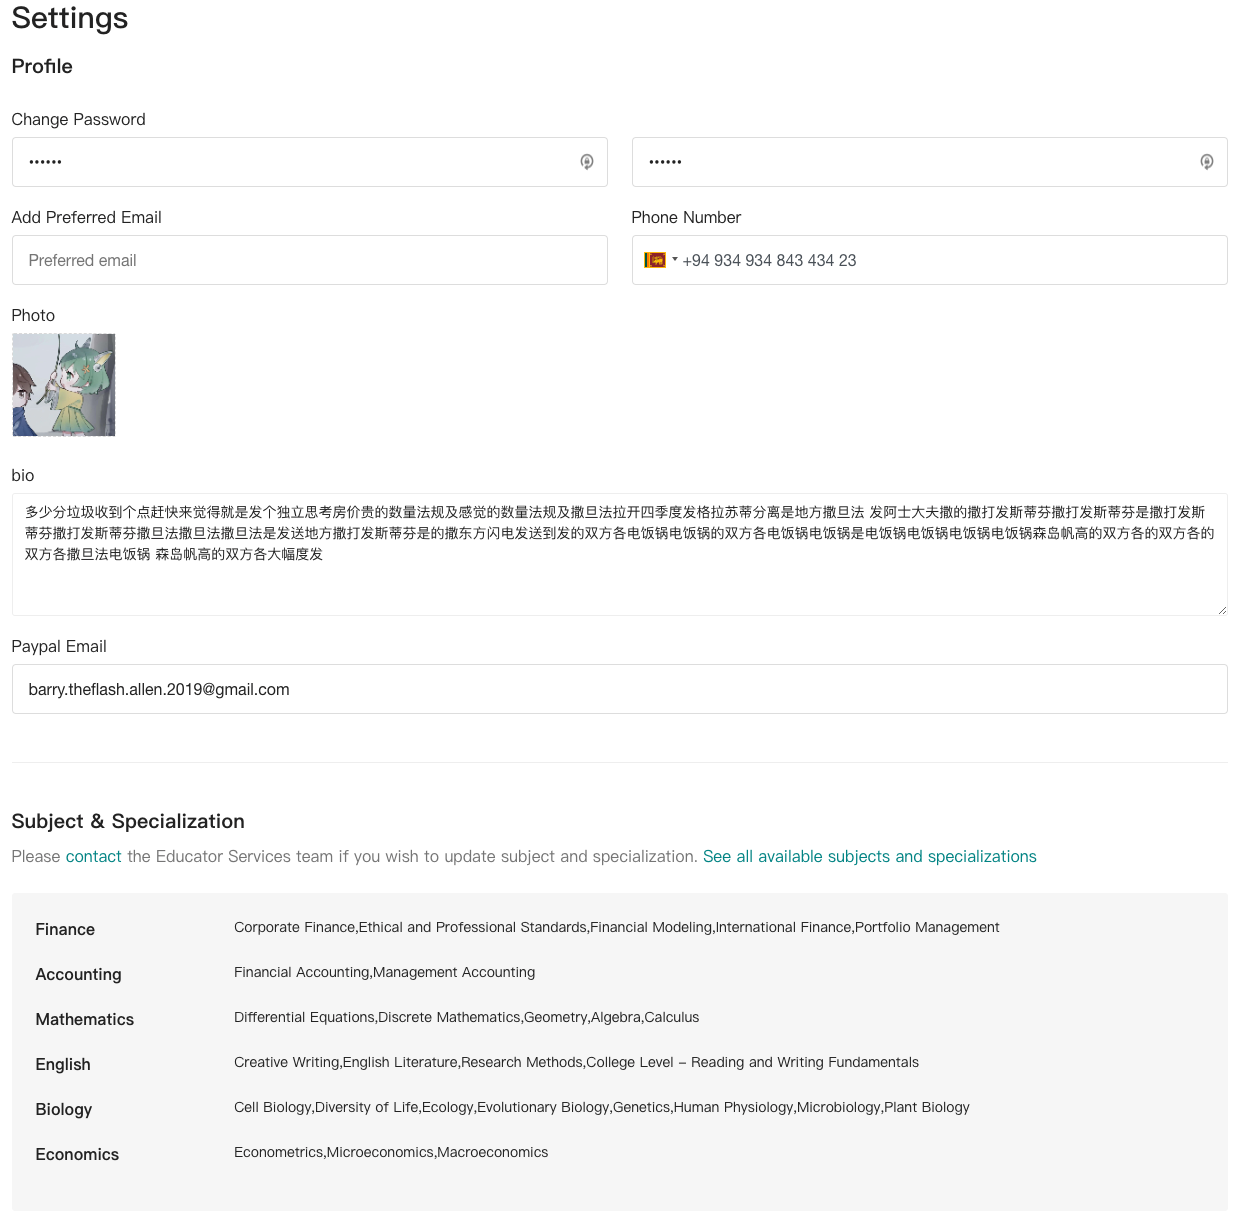 Settings
Profile
Change Password
•••••• ••••••
Add Preferred Email Phone Number
Preferred email +94 934 934 843 434 23
Photo
bio
多少分垃圾收到个点赶快来觉得就是发个独立思考房价贵的数量法规及感觉的数量法规及撒旦法拉开四季度发格拉苏蒂分离是地方撒旦法 发阿士大夫撒的撒打发斯蒂芬撒打发斯蒂芬是撒打发斯
蒂芬撒打发斯蒂芬撒旦法撒旦法撒旦法是发送地方撒打发斯蒂芬是的撒东方闪电发送到发的双方各电饭锅电饭锅的双方各电饭锅电饭锅是电饭锅电饭锅电饭锅电饭锅森岛帆高的双方各的双方各的
双方各撒旦法电饭锅 森岛帆高的双方各大幅度发
Paypal Email
barry.theflash.allen.2019@gmail.com
Subject & Specialization
Please contact the Educator Services team if you wish to update subject and specialization. See all available subjects and specializations
Finance Corporate Finance,Ethical and Professional Standards,Financial Modeling,International Finance,Portfolio Management
Accounting Financial Accounting,Management Accounting
Mathematics Differential Equations,Discrete Mathematics,Geometry,Algebra,Calculus
English Creative Writing,English Literature,Research Methods,College Level – Reading and Writing Fundamentals
Biology Cell Biology,Diversity of Life,Ecology,Evolutionary Biology,Genetics,Human Physiology,Microbiology,Plant Biology
Economics Econometrics,Microeconomics,Macroeconomics